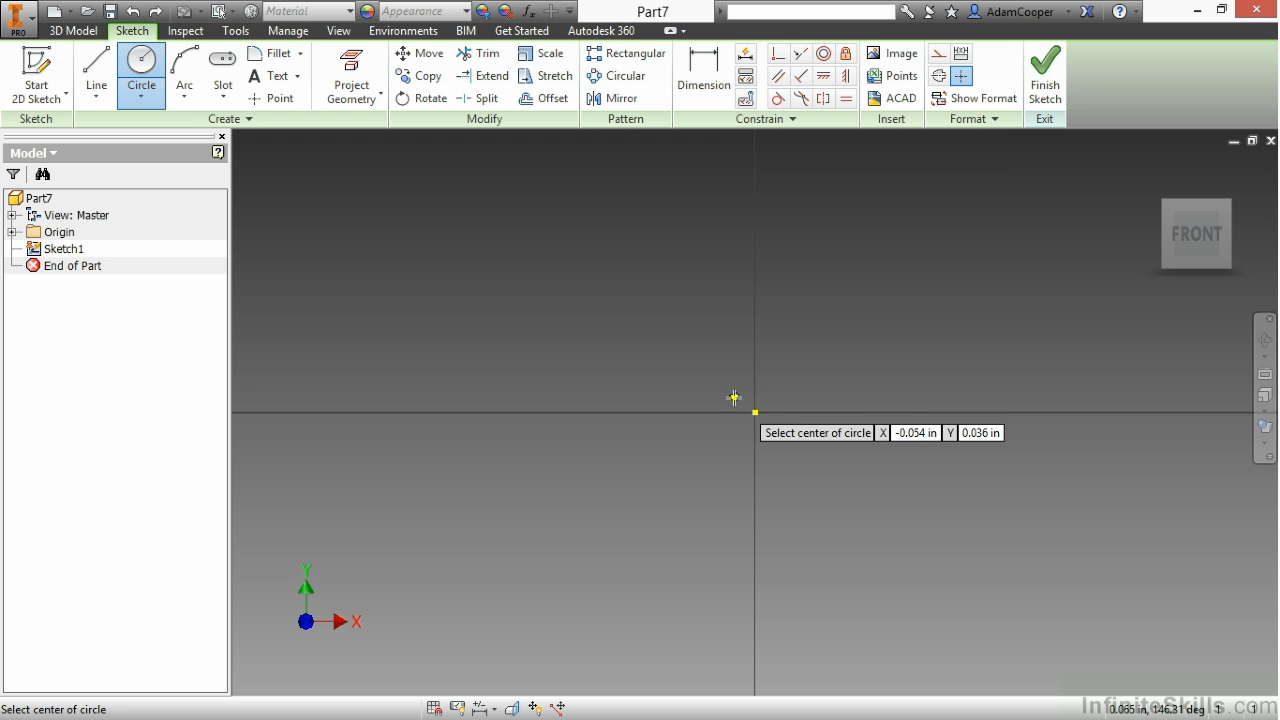 PRO
Material
Appearance
Part7
AdamCooper
3D Model Sketch Inspect Tools Manage View Environments BIM Get Started Autodesk 360
Start
2D Sketch
Line
Circle
Arc
Slot
Fillet
Text
Point
Project
Geometry
Move
Copy
Rotate
Trim
Extend
Split
Scale
Stretch
Offset
Rectangular
Circular
Mirror
Dimension
Image
Points
ACAD
Show Format
Finish
Sketch
Sketch Create Modify Pattern Constrain Insert Format Exit
Model
Part7
View: Master
Origin
Sketch1
End of Part
FRONT
Select center of circle X -0.054 in Y 0.036 in
Y
X
Select center of circle
0.065 in, 146.31 deg 1 1
InfiniteSkills.com